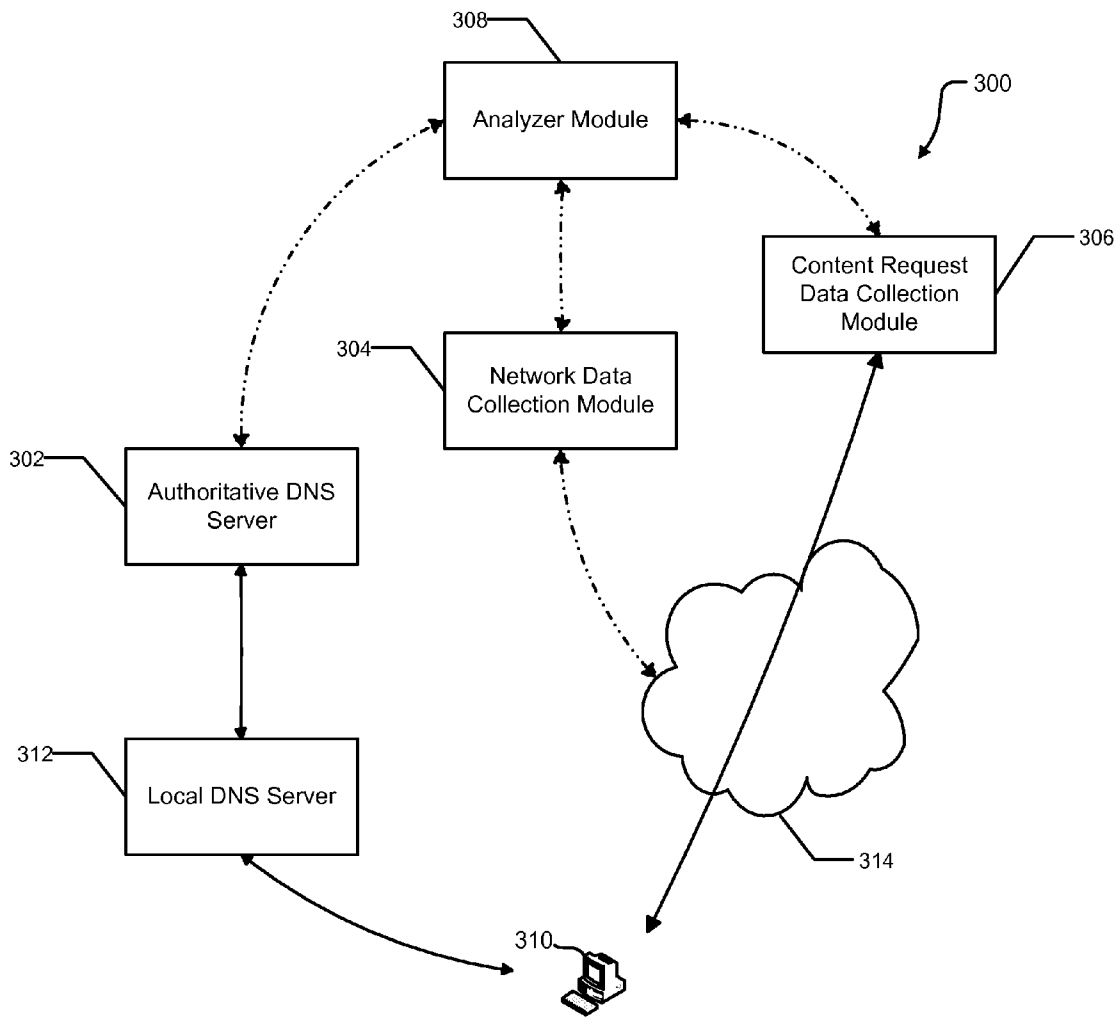 308
Analyzer Module
300
306
Content Request
Data Collection
Module
304
Network Data
Collection Module
302
Authoritative DNS
Server
312
Local DNS Server
314
310